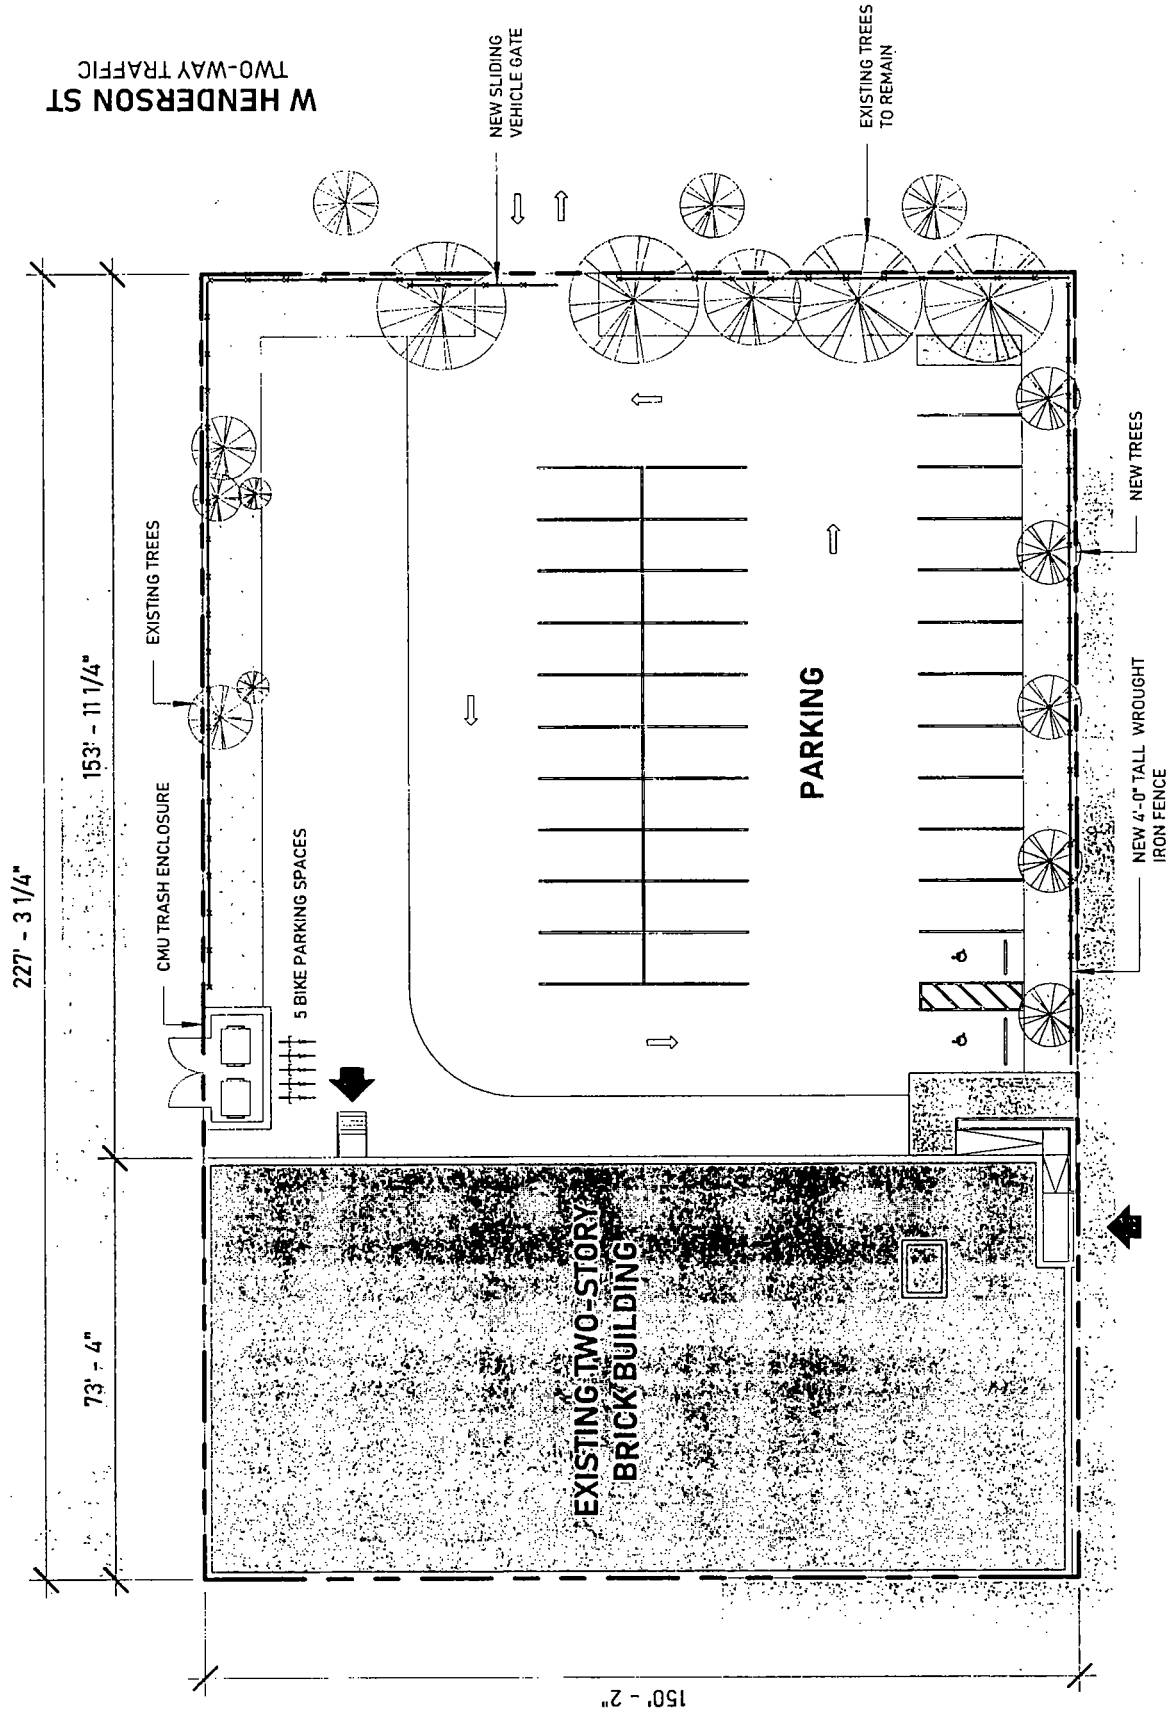 W HENDERSON ST
TWO-WAY TRAFFIC
NEW SLIDING
VEHICLE GATE
EXISTING TREES
TO REMAIN
227' - 3 1/4"
153' - 11 1/4"
73' - 4"
EXISTING TREES
CMU TRASH ENCLOSURE
5 BIKE PARKING SPACES
PARKING
NEW TREES
NEW 4'-0" TALL WROUGHT
IRON FENCE
EXISTING TWO-STORY
BRICK BUILDING
150' - 2"